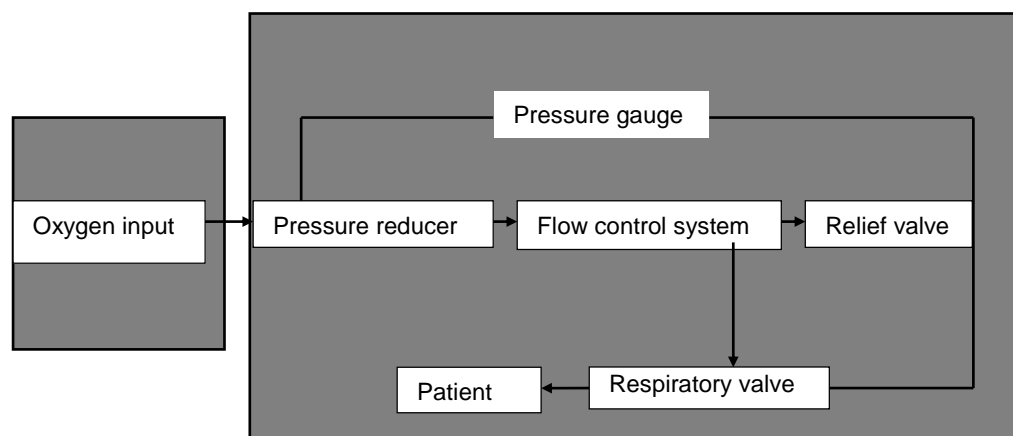 Pressure gauge
Oxygen input
Pressure reducer
Flow control system
Relief valve
Patient
Respiratory valve